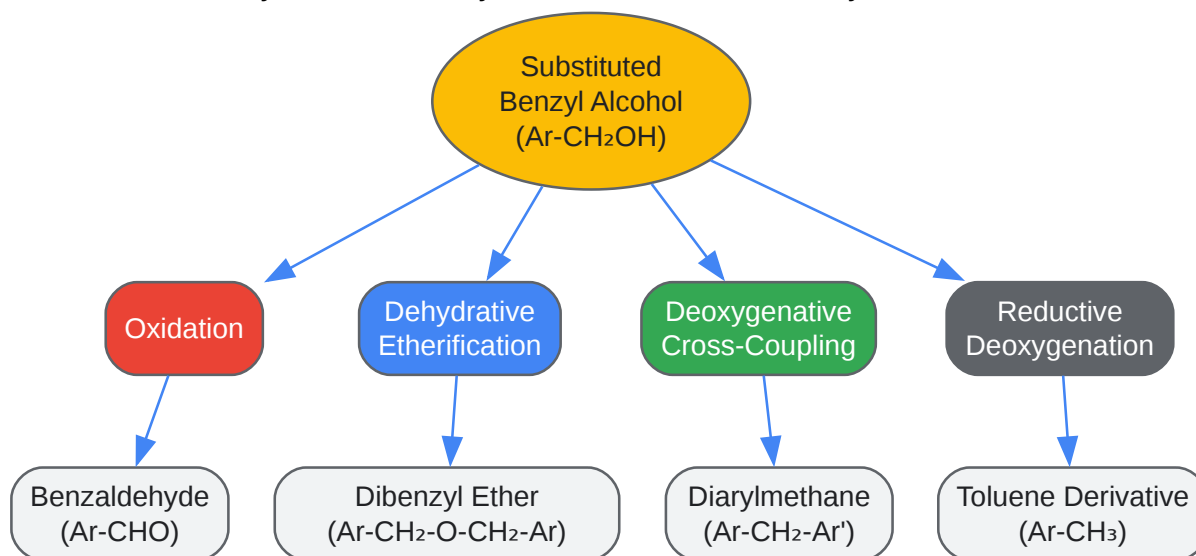 Substituted
Benzyl Alcohol
(Ar-CH₂OH)
Oxidation
Dehydrative
Etherification
Deoxygenative
Cross-Coupling
Reductive
Deoxygenation
Benzaldehyde
(Ar-CHO)
Dibenzyl Ether
(Ar-CH₂-O-CH₂-Ar)
Diarylmethane
(Ar-CH₂-Ar')
Toluene Derivative
(Ar-CH₃)